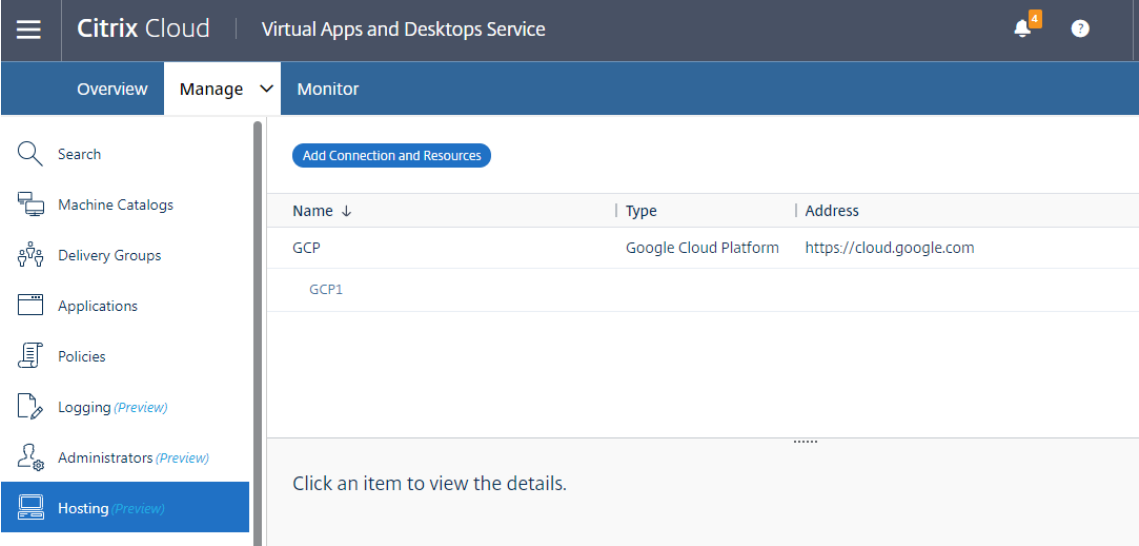 Citrix Cloud | Virtual Apps and Desktops Service 4 ?
Overview Manage Monitor
Search
Machine Catalogs
Delivery Groups
Applications
Policies
Logging (Preview)
Administrators (Preview)
Hosting (Preview)
Add Connection and Resources
Name ↓ Type Address
GCP Google Cloud Platform https://cloud.google.com
GCP1
Click an item to view the details.